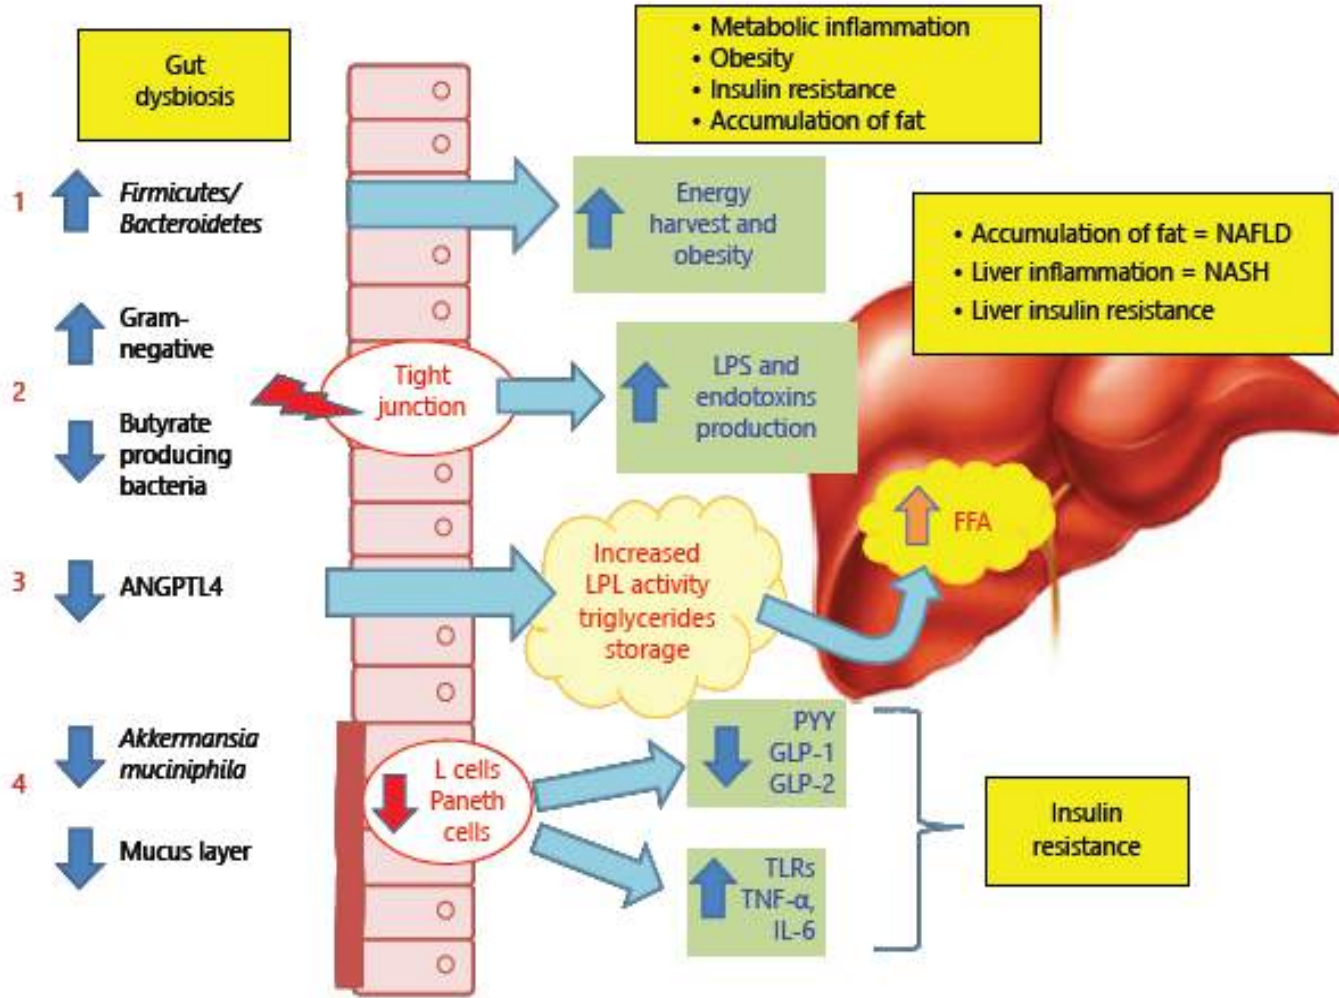 Gut
dysbiosis
• Metabolic inflammation
• Obesity
• Insulin resistance
• Accumulation of fat
1
Firmicutes/
Bacteroidetes
Energy
harvest and
obesity
• Accumulation of fat = NAFLD
• Liver inflammation = NASH
• Liver insulin resistance
2
Gram-
negative
Butyrate
producing
bacteria
Tight
junction
LPS and
endotoxins
production
FFA
3
ANGPTL4
Increased
LPL activity
triglycerides
storage
4
Akkermansia
muciniphila
Mucus layer
L cells
Paneth
cells
PYY
GLP-1
GLP-2
TLRs
TNF-α,
IL-6
Insulin
resistance